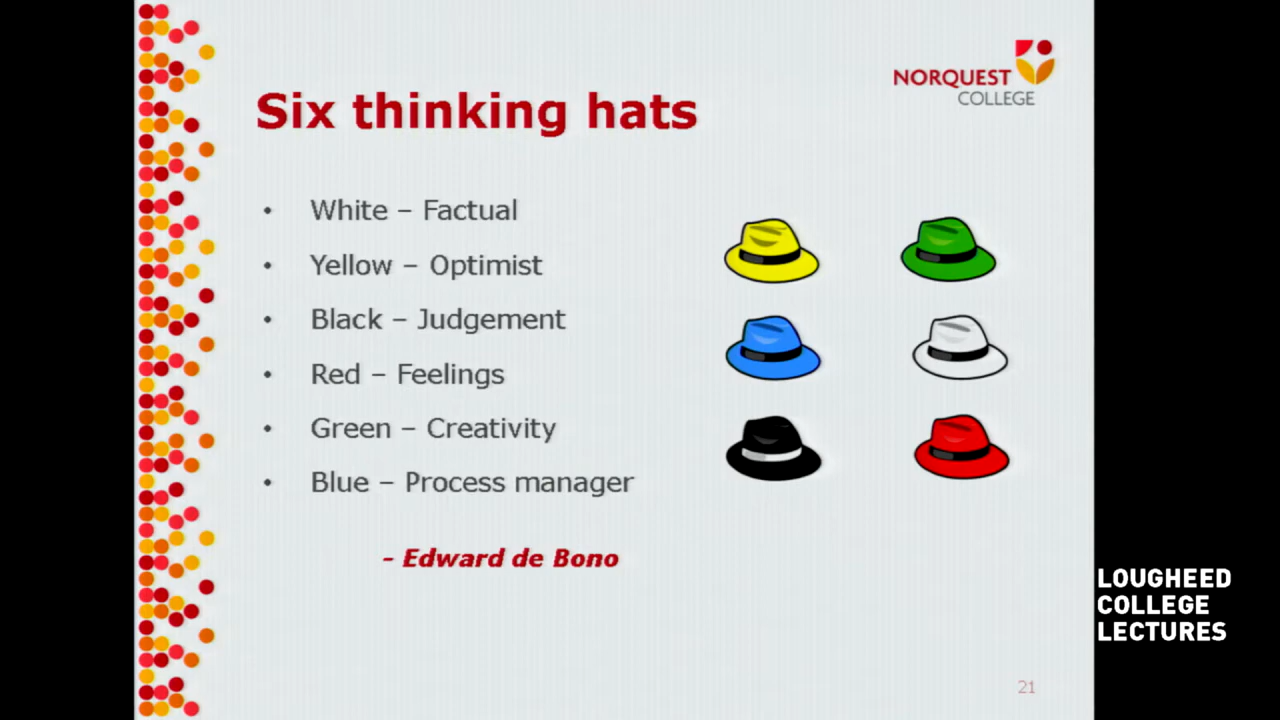 NORQUEST
COLLEGE
Six thinking hats
• White – Factual
• Yellow – Optimist
• Black – Judgement
• Red – Feelings
• Green – Creativity
• Blue – Process manager
– Edward de Bono
LOUGHEED
COLLEGE
LECTURES
21